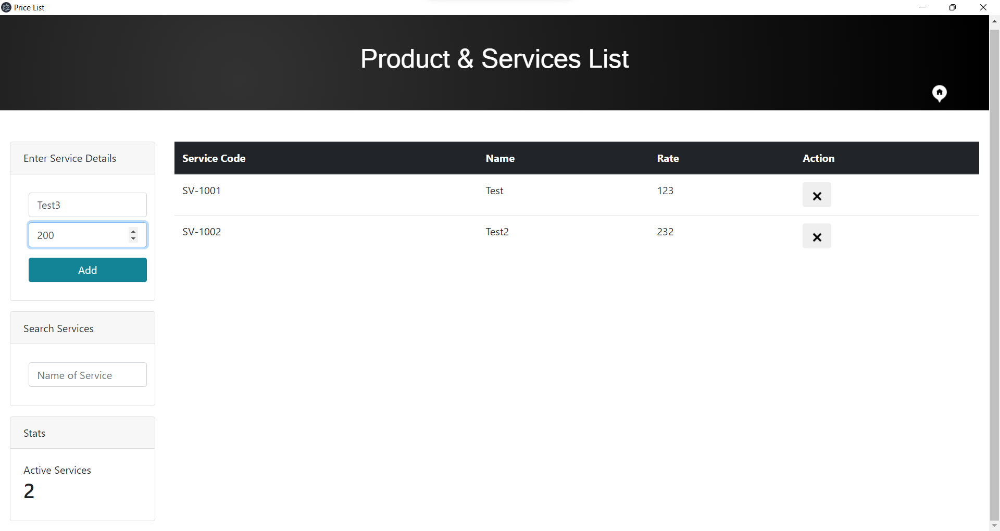 Price List
Product & Services List
Enter Service Details
Test3
200
Add
Search Services
Name of Service
Stats
Active Services
2
Service Code Name Rate Action
SV-1001 Test 123
SV-1002 Test2 232